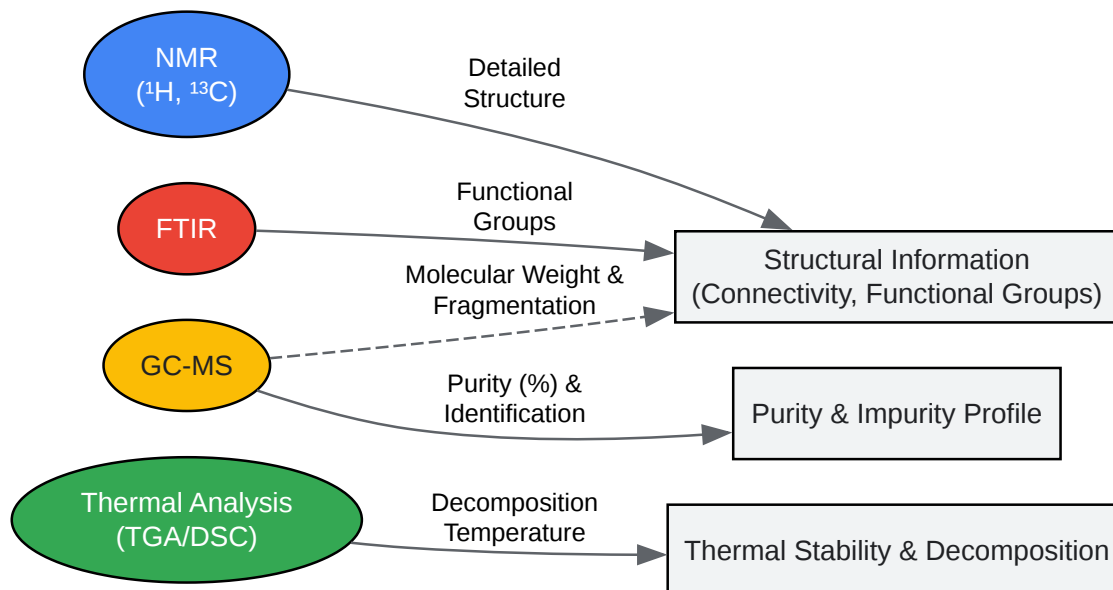 NMR
(¹H, ¹³C)
Detailed
Structure
FTIR
Functional
Groups
Structural Information
(Connectivity, Functional Groups)
Molecular Weight &
Fragmentation
GC-MS
Purity (%) &
Identification
Purity & Impurity Profile
Thermal Analysis
(TGA/DSC)
Decomposition
Temperature
Thermal Stability & Decomposition